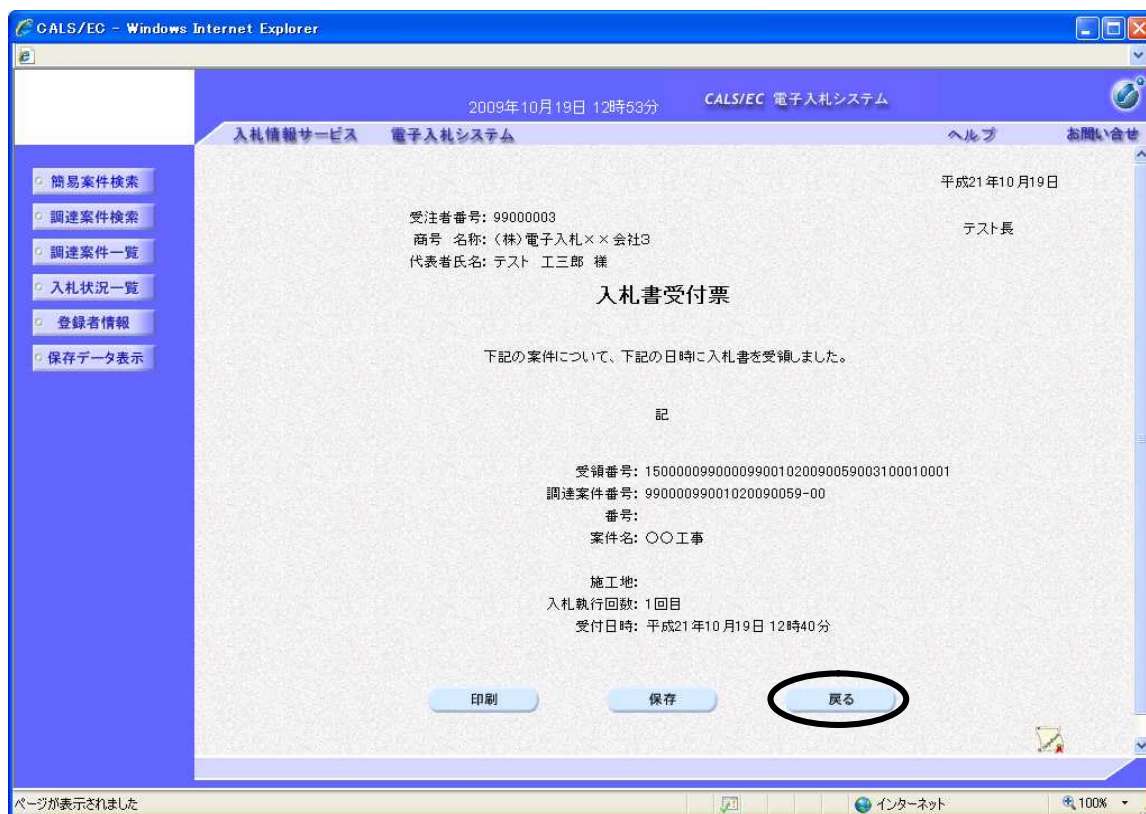 CALS/EC - Windows Internet Explorer
2009年10月19日 12時53分
CALS/EC 電子入札システム
入札情報サービス 電子入札システム ヘルプ お問い合せ
簡易案件検索
調達案件検索
調達案件一覧
入札状況一覧
登録者情報
保存データ表示
平成21年10月19日
受注者番号: 99000003
商号 名称: (株)電子入札××会社3
代表者氏名: テスト 工三郎 様
テスト長
入札書受付票
下記の案件について、下記の日時に入札書を受領しました。
記
受領番号: 150000099000099001020090059003100010001
調達案件番号: 99000099001020090059-00
番号:
案件名: 〇〇工事
施工地:
入札執行回数: 1回目
受付日時: 平成21年10月19日 12時40分
印刷 保存 戻る
ページが表示されました インターネット 100%